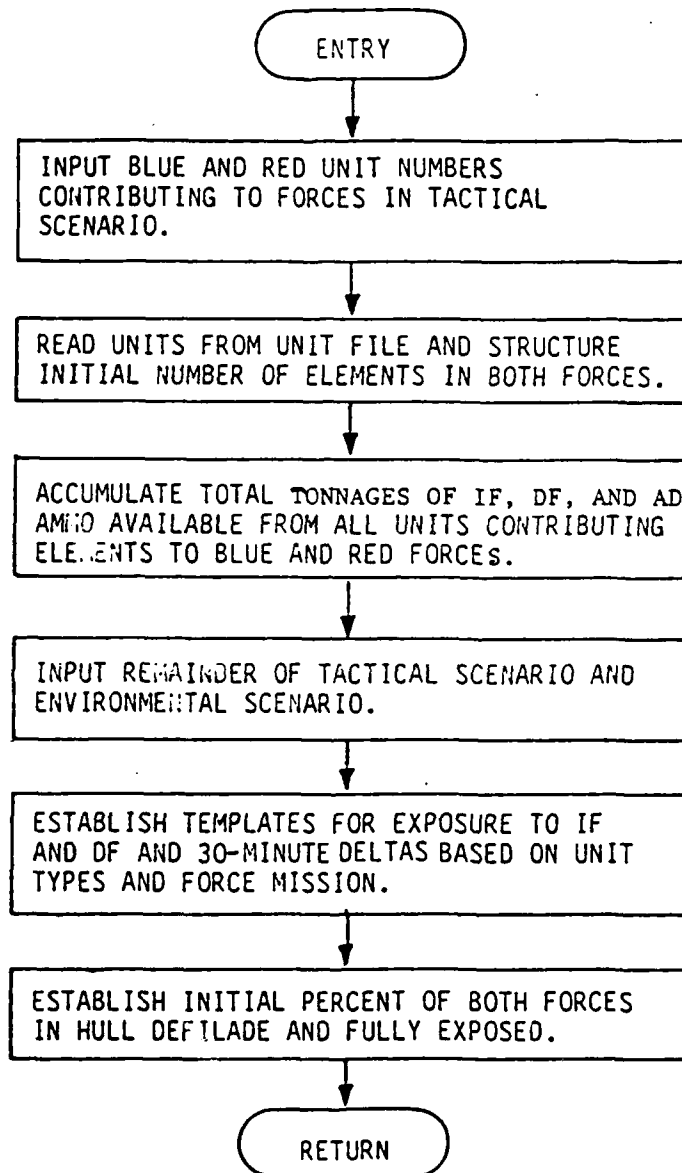 ENTRY
INPUT BLUE AND RED UNIT NUMBERS
CONTRIBUTING TO FORCES IN TACTICAL
SCENARIO.
READ UNITS FROM UNIT FILE AND STRUCTURE
INITIAL NUMBER OF ELEMENTS IN BOTH FORCES.
ACCUMULATE TOTAL TONNAGES OF IF, DF, AND AD
AMMO AVAILABLE FROM ALL UNITS CONTRIBUTING
ELEMENTS TO BLUE AND RED FORCES.
INPUT REMAINDER OF TACTICAL SCENARIO AND
ENVIRONMENTAL SCENARIO.
ESTABLISH TEMPLATES FOR EXPOSURE TO IF
AND DF AND 30-MINUTE DELTAS BASED ON UNIT
TYPES AND FORCE MISSION.
ESTABLISH INITIAL PERCENT OF BOTH FORCES
IN HULL DEFILADE AND FULLY EXPOSED.
RETURN